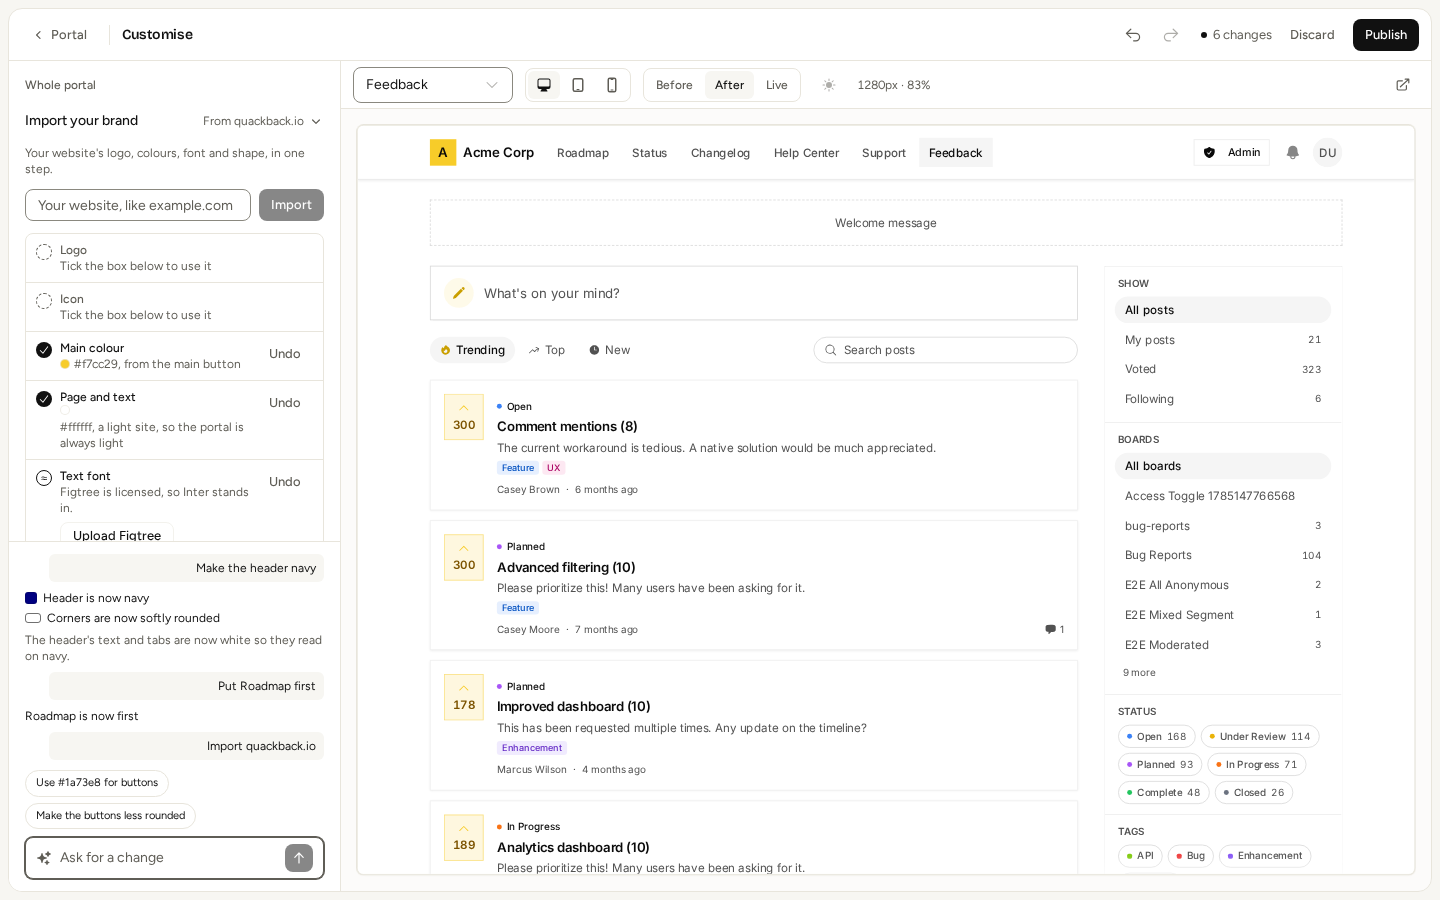 Portal
Customise
6 changes
Discard
Publish
Whole portal
Import your brand
From quackback.io
Your website's logo, colours, font and shape, in one
step.
Your website, like example.com
Import
Logo
Tick the box below to use it
Icon
Tick the box below to use it
Main colour
#f7cc29, from the main button
Undo
Page and text
#ffffff, a light site, so the portal is
always light
Undo
Text font
Figtree is licensed, so Inter stands
in.
Undo
Upload Figtree
Make the header navy
Header is now navy
Corners are now softly rounded
The header's text and tabs are now white so they read
on navy.
Put Roadmap first
Roadmap is now first
Import quackback.io
Use #1a73e8 for buttons
Make the buttons less rounded
Ask for a change
Feedback
Before
After
Live
1280px · 83%
A
Acme Corp
Roadmap
Status
Changelog
Help Center
Support
Feedback
Admin
DU
Welcome message
What's on your mind?
Trending
Top
New
Search posts
300
Open
Comment mentions (8)
The current workaround is tedious. A native solution would be much appreciated.
Feature
UX
Casey Brown · 6 months ago
300
Planned
Advanced filtering (10)
Please prioritize this! Many users have been asking for it.
Feature
Casey Moore · 7 months ago
1
178
Planned
Improved dashboard (10)
This has been requested multiple times. Any update on the timeline?
Enhancement
Marcus Wilson · 4 months ago
189
In Progress
Analytics dashboard (10)
Please prioritize this! Many users have been asking for it.
SHOW
All posts
My posts 21
Voted 323
Following 6
BOARDS
All boards
Access Toggle 1785147766568
bug-reports 3
Bug Reports 104
E2E All Anonymous 2
E2E Mixed Segment 1
E2E Moderated 3
9 more
STATUS
Open 168
Under Review 114
Planned 93
In Progress 71
Complete 48
Closed 26
TAGS
API
Bug
Enhancement